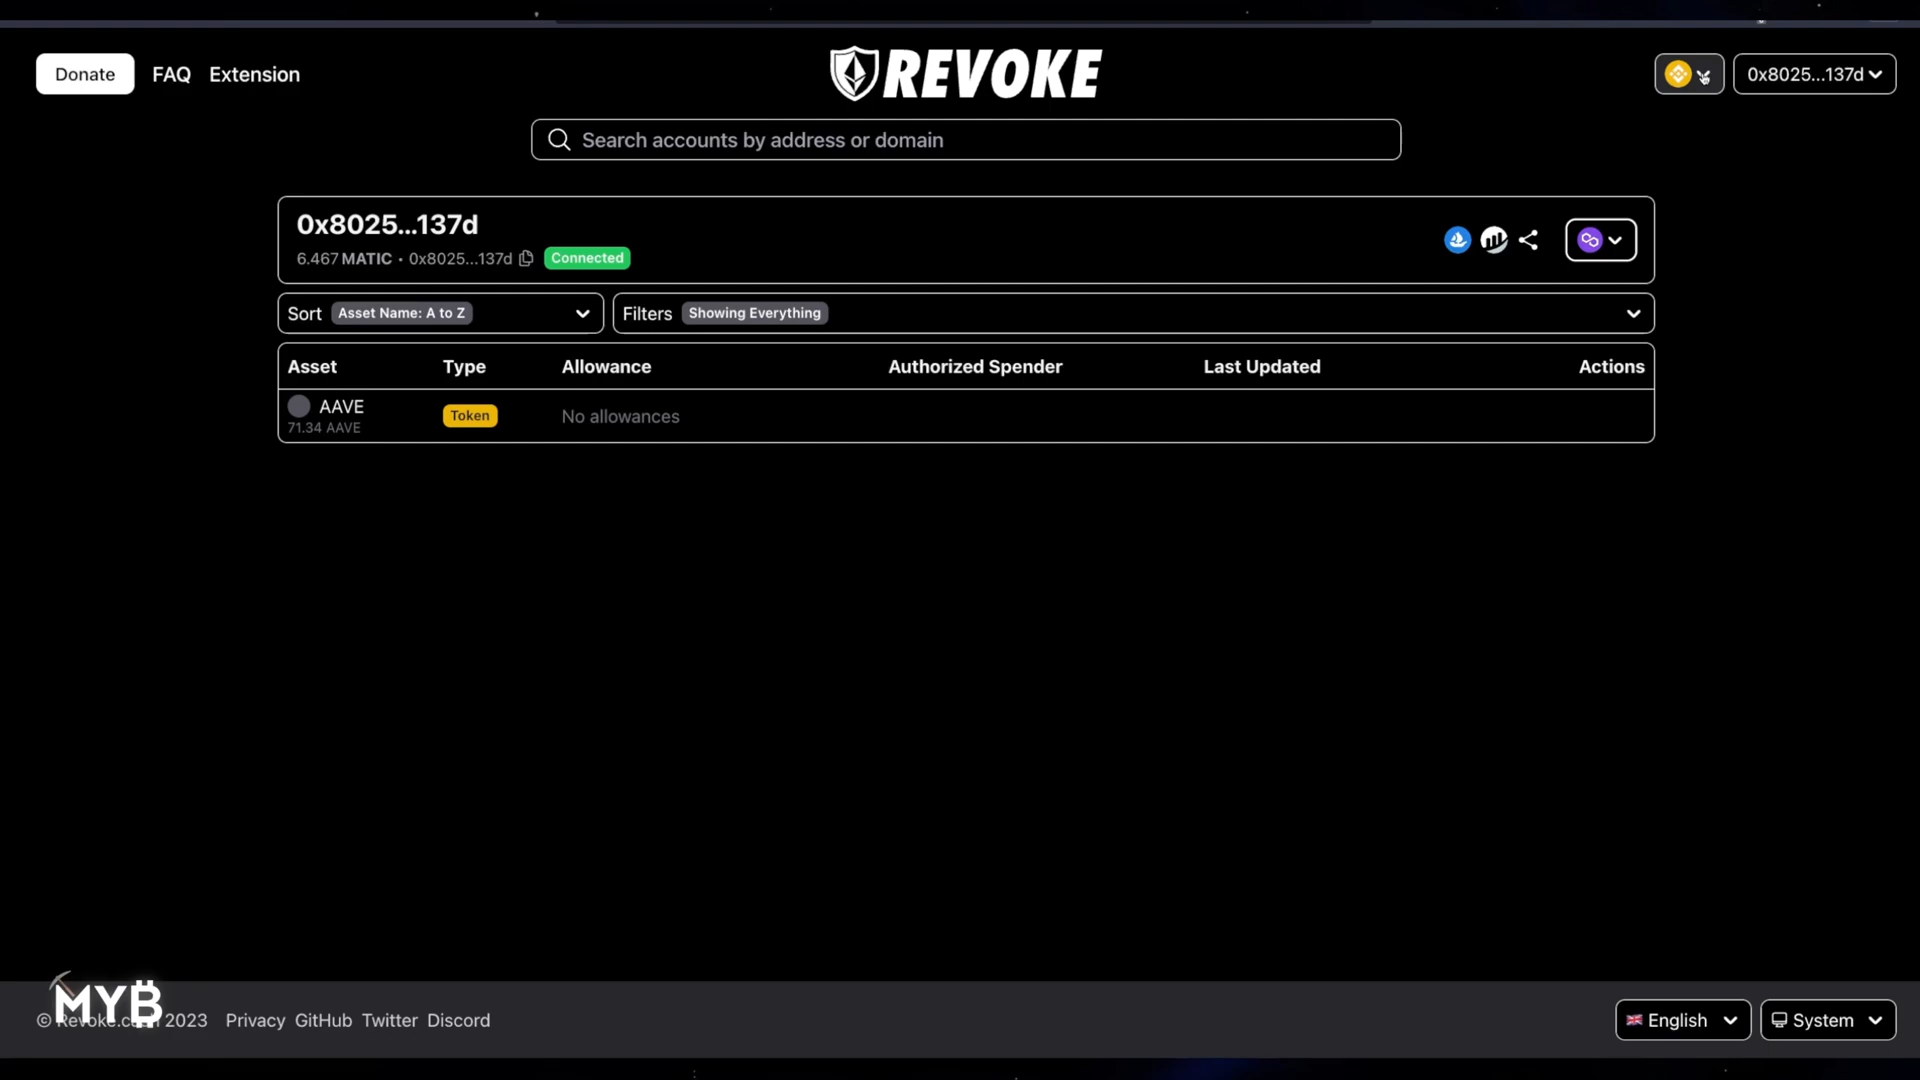 Donate FAQ Extension REVOKE 0x8025...137d
Search accounts by address or domain
0x8025...137d
6.467 MATIC • 0x8025...137d Connected
Sort Asset Name: A to Z Filters Showing Everything
Asset Type Allowance Authorized Spender Last Updated Actions
AAVE Token No allowances
71.34 AAVE
MYB
© Revoke.cash 2023 Privacy GitHub Twitter Discord English System